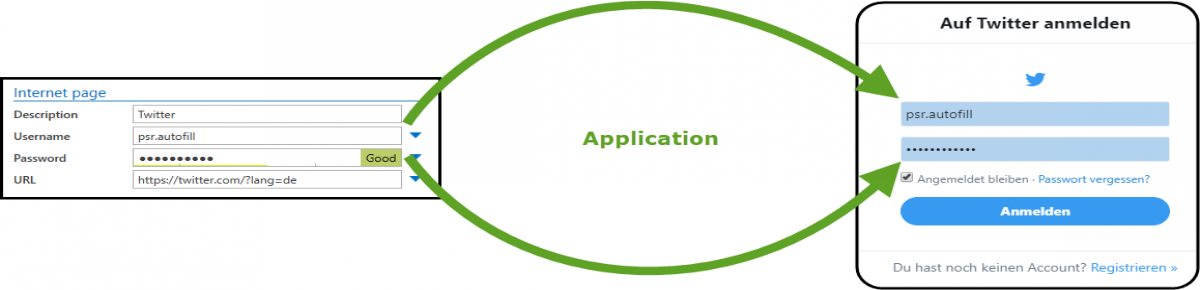 Internet page
Description Twitter
Username psr.autofill
Password •••••••••• Good
URL https://twitter.com/?lang=de
Application
Auf Twitter anmelden
psr.autofill
••••••••••••
Angemeldet bleiben · Passwort vergessen?
Anmelden
Du hast noch keinen Account? Registrieren »